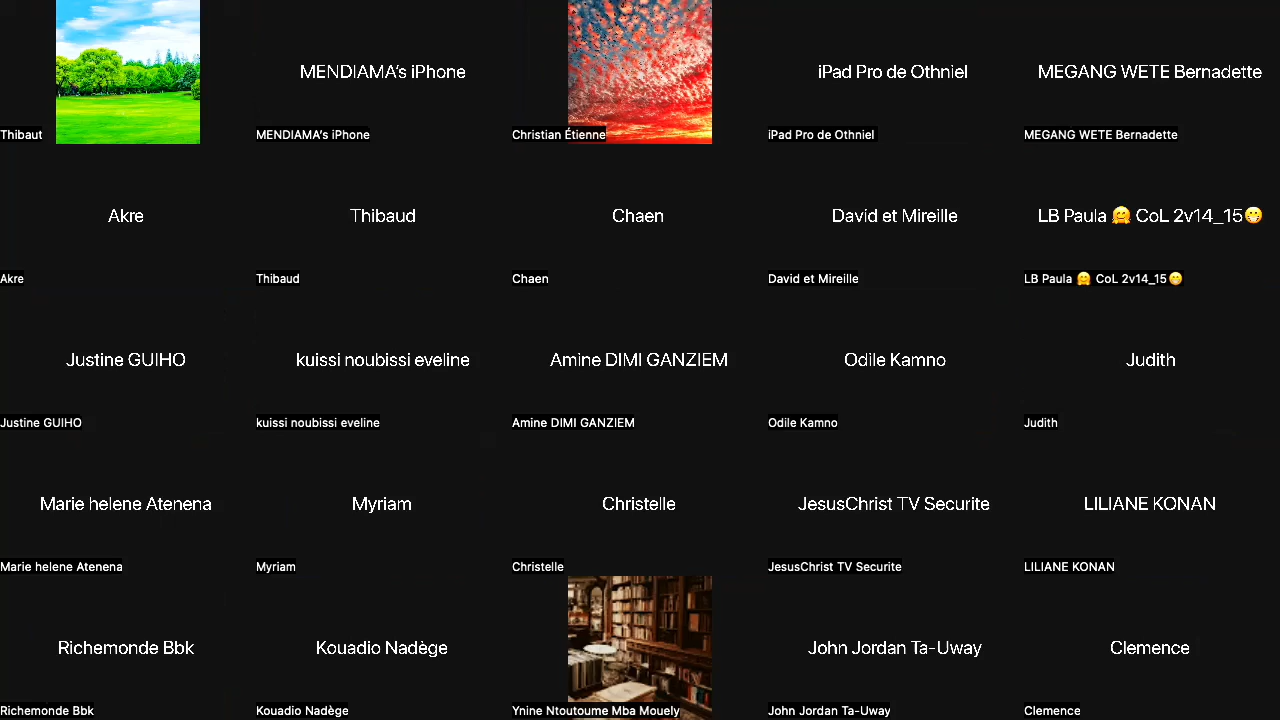 MENDIAMA's iPhone
iPad Pro de Othniel
MEGANG WETE Bernadette
Thibaut
MENDIAMA's iPhone
Christian Étienne
iPad Pro de Othniel
MEGANG WETE Bernadette
Akre
Thibaud
Chaen
David et Mireille
LB Paula 🤗 CoL 2v14_15😁
Akre
Thibaud
Chaen
David et Mireille
LB Paula 🤗 CoL 2v14_15😁
Justine GUIHO
kuissi noubissi eveline
Amine DIMI GANZIEM
Odile Kamno
Judith
Justine GUIHO
kuissi noubissi eveline
Amine DIMI GANZIEM
Odile Kamno
Judith
Marie helene Atenena
Myriam
Christelle
JesusChrist TV Securite
LILIANE KONAN
Marie helene Atenena
Myriam
Christelle
JesusChrist TV Securite
LILIANE KONAN
Richemonde Bbk
Kouadio Nadège
John Jordan Ta-Uway
Clemence
Richemonde Bbk
Kouadio Nadège
Ynine Ntoutoume Mba Mouely
John Jordan Ta-Uway
Clemence